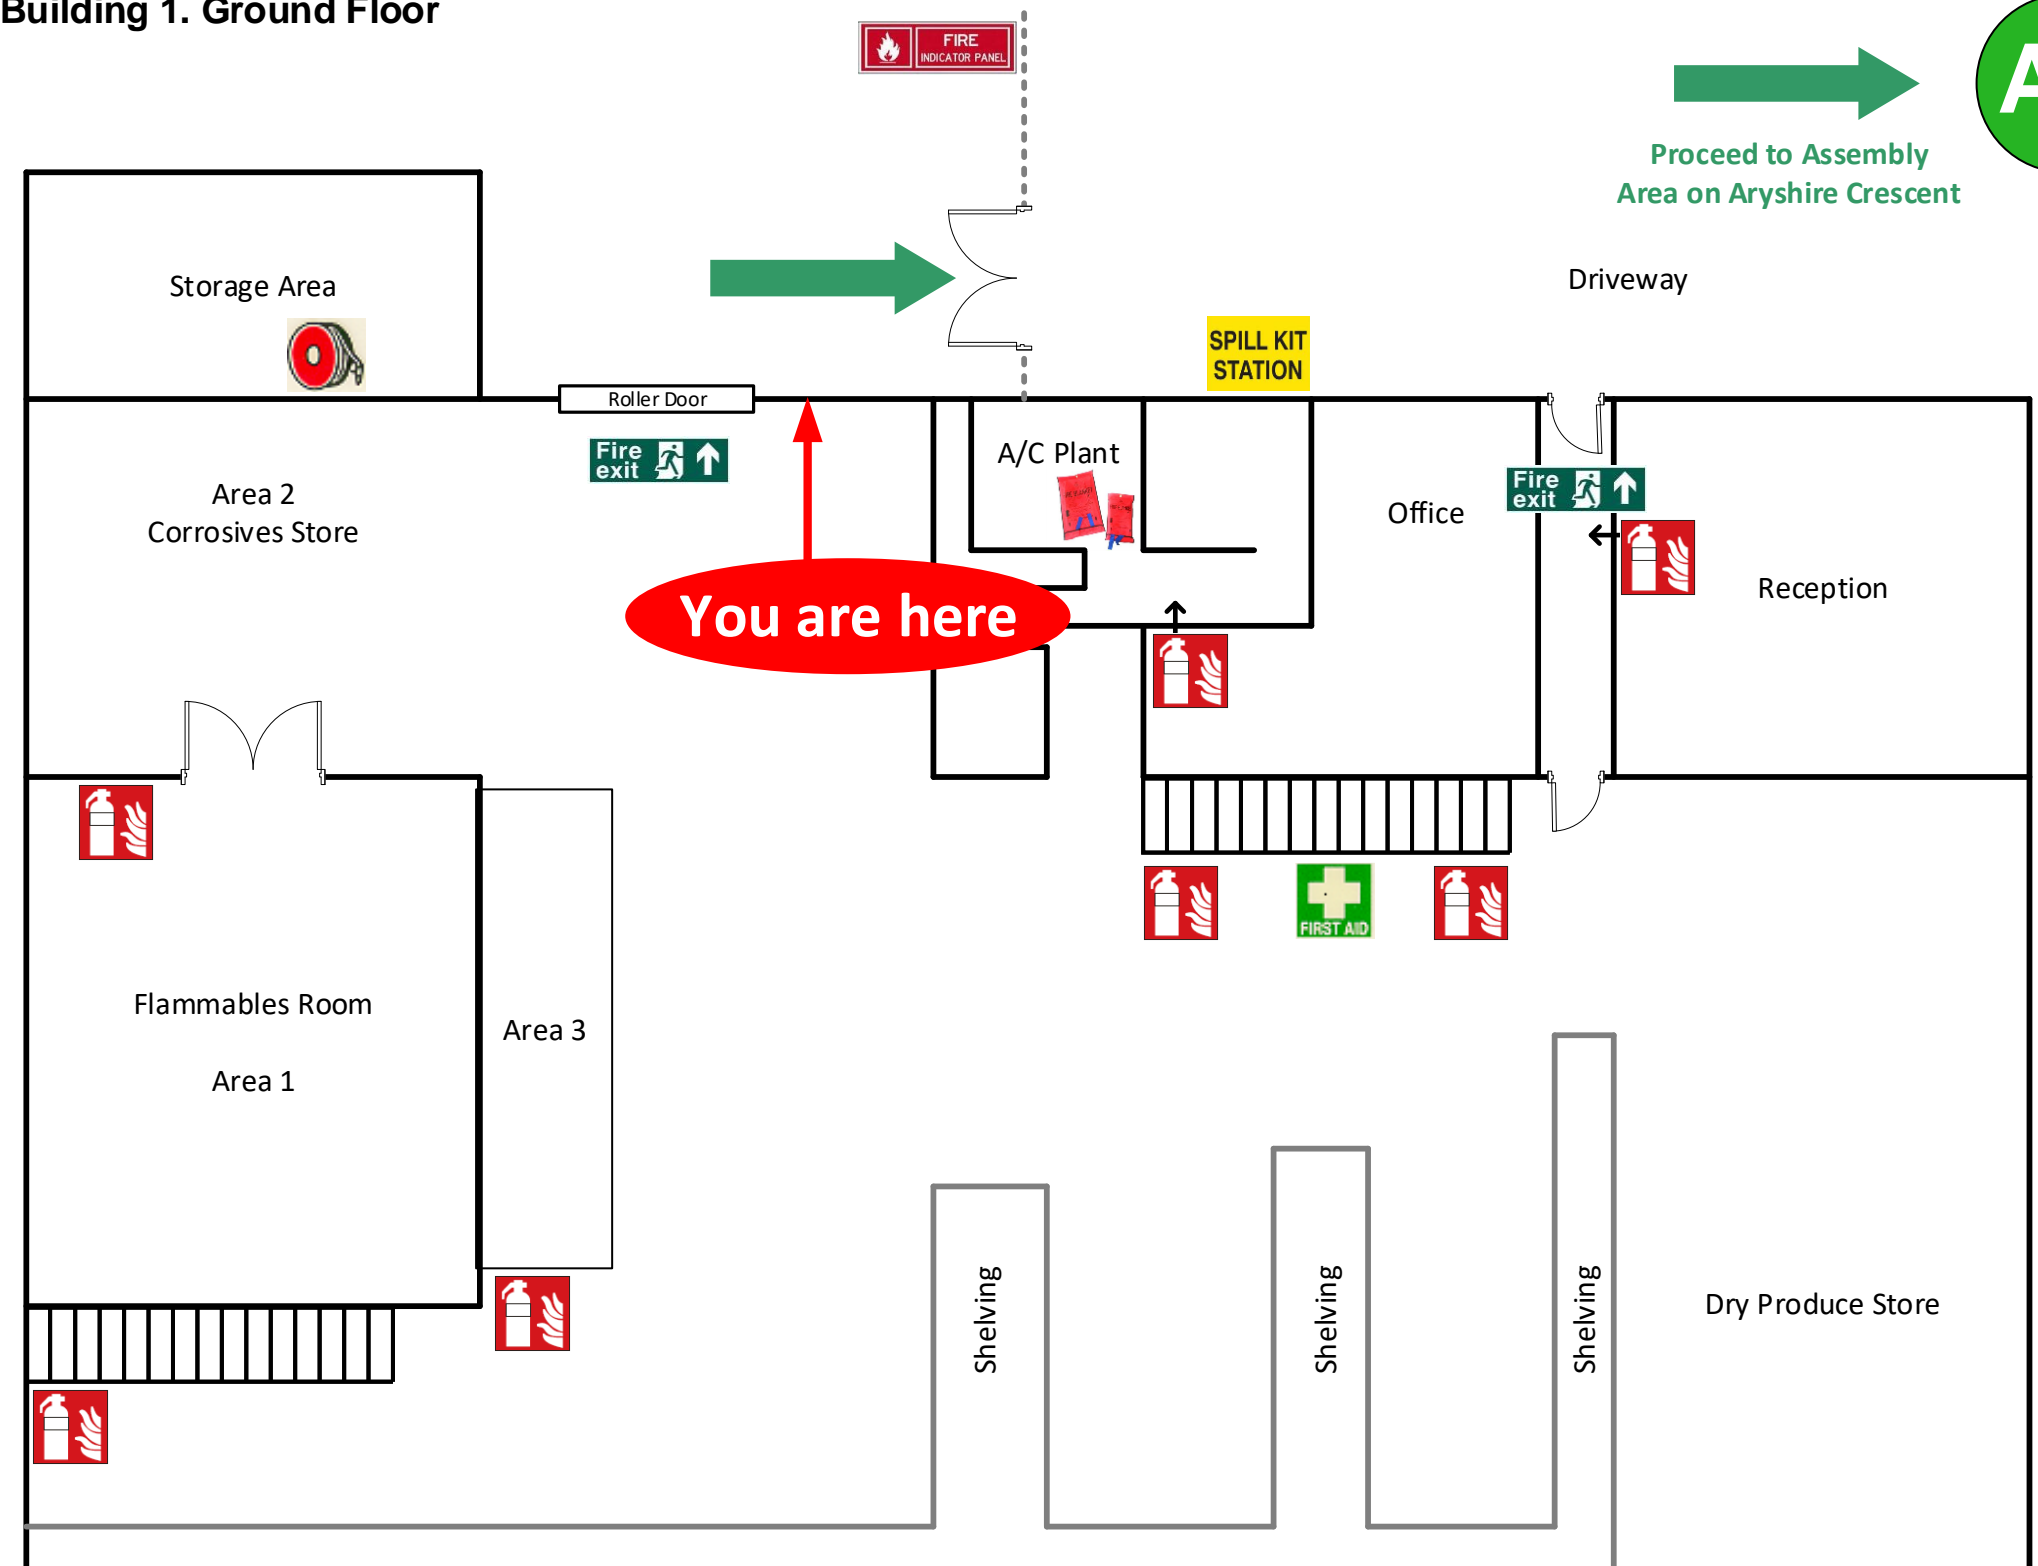 Building 1. Ground Floor
FIRE
INDICATOR PANEL
A
Proceed to Assembly
Area on Aryshire Crescent
Storage Area
Driveway
SPILL KIT
STATION
Roller Door
Fire
exit
A/C Plant
Area 2
Corrosives Store
Fire
exit
Office
You are here
Reception
FIRST AID
Flammables Room
Area 1
Area 3
Shelving
Shelving
Shelving
Dry Produce Store